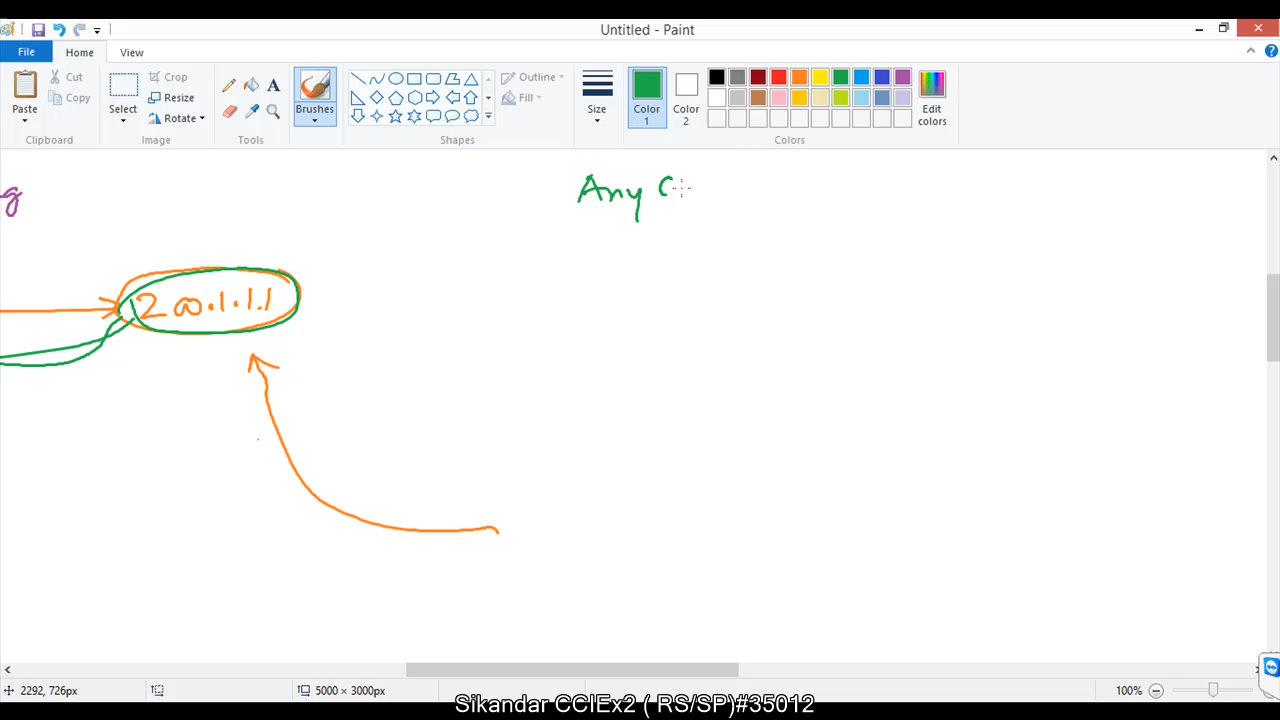 Untitled - Paint
File Home View
Paste Cut Copy Select Crop Resize Rotate Brushes Outline Fill Size Color 1 Color 2 Edit colors
Clipboard Image Tools Shapes Colors
g Any C
200.1.1.1
2292, 726px 5000 × 3000px 100%
Sikandar CCIEx2 ( RS/SP)#35012